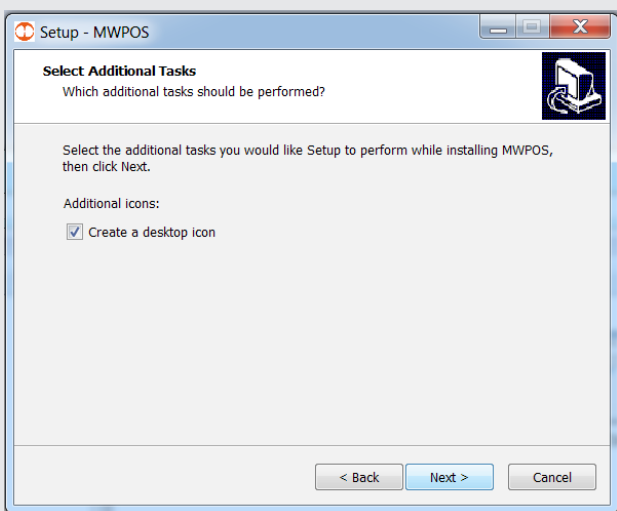 Setup - MWPOS
Select Additional Tasks
Which additional tasks should be performed?
Select the additional tasks you would like Setup to perform while installing MWPOS,
then click Next.
Additional icons:
Create a desktop icon
< Back
Next >
Cancel